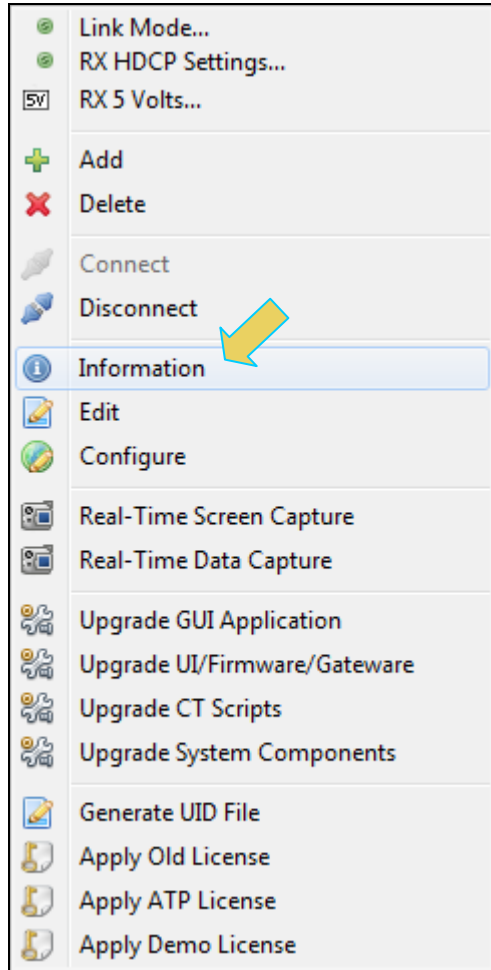 Link Mode...
RX HDCP Settings...
5V RX 5 Volts...
Add
Delete
Connect
Disconnect
Information
Edit
Configure
Real-Time Screen Capture
Real-Time Data Capture
Upgrade GUI Application
Upgrade UI/Firmware/Gateware
Upgrade CT Scripts
Upgrade System Components
Generate UID File
Apply Old License
Apply ATP License
Apply Demo License